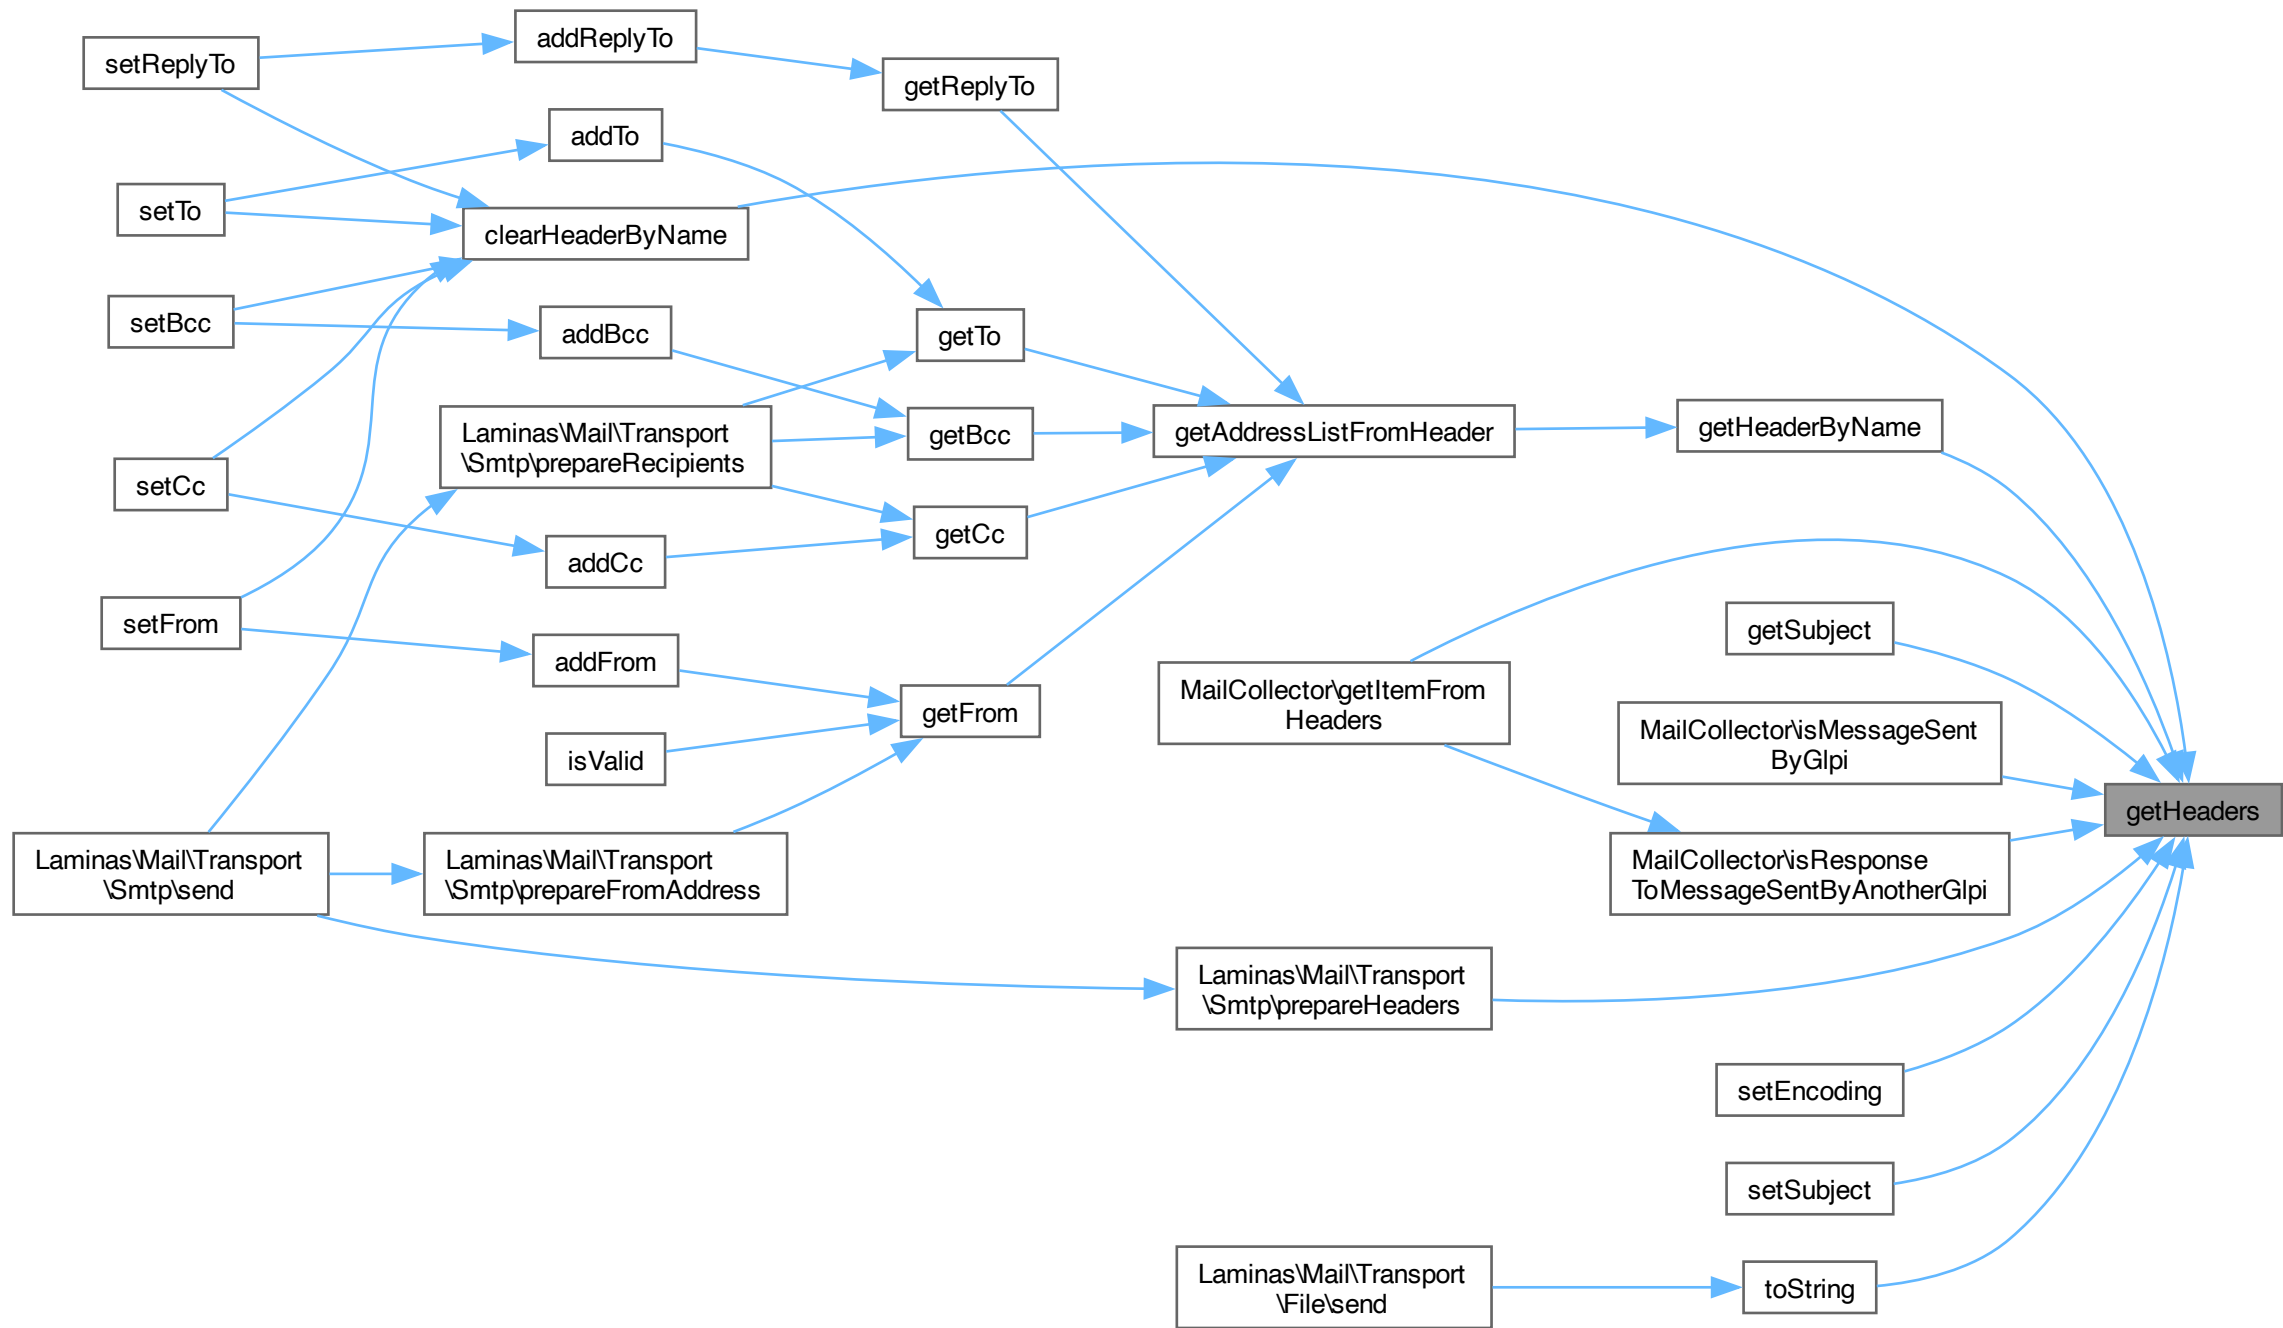 addReplyTo
setReplyTo
getReplyTo
addTo
setTo
clearHeaderByName
setBcc
addBcc
getTo
Laminas\Mail\Transport
\Smtp\prepareRecipients
getBcc
getAddressListFromHeader
getHeaderByName
setCc
getCc
addCc
setFrom
getSubject
addFrom
MailCollector\getItemFrom
Headers
getFrom
MailCollector\isMessageSent
ByGlpi
isValid
getHeaders
Laminas\Mail\Transport
\Smtp\send
Laminas\Mail\Transport
\Smtp\prepareFromAddress
MailCollector\isResponse
ToMessageSentByAnotherGlpi
Laminas\Mail\Transport
\Smtp\prepareHeaders
setEncoding
setSubject
Laminas\Mail\Transport
\File\send
toString